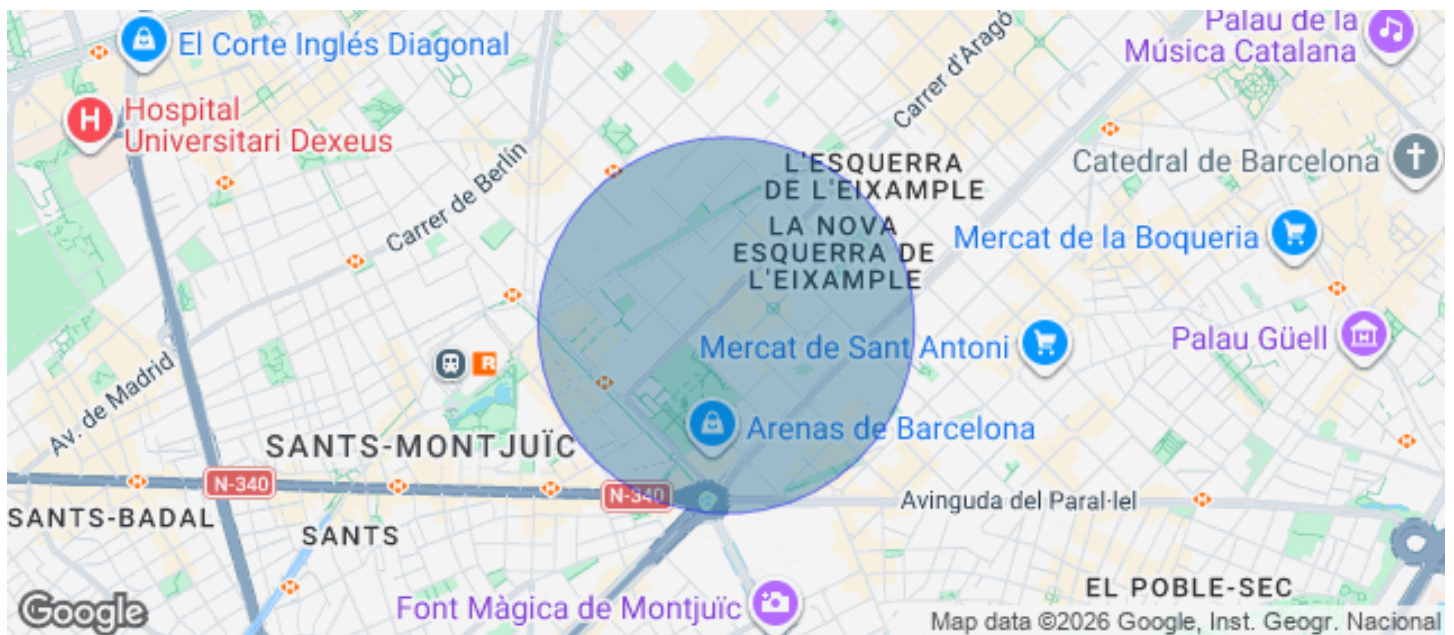 Palau de la
Música Catalana
El Corte Inglés Diagonal
Carrer d'Aragó
H
Hospital
Universitari Dexeus
L'ESQUERRA
DE L'EIXAMPLE
Catedral de Barcelona
Carrer de Berlín
LA NOVA
ESQUERRA DE
L'EIXAMPLE
Mercat de la Boqueria
Mercat de Sant Antoni
Palau Güell
R
Av. de Madrid
Arenas de Barcelona
SANTS-MONTJUÏC
N-340
N-340
Avinguda del Paral·lel
SANTS-BADAL
SANTS
EL POBLE-SEC
Google
Font Màgica de Montjuïc
Map data ©2026 Google, Inst. Geogr. Nacional